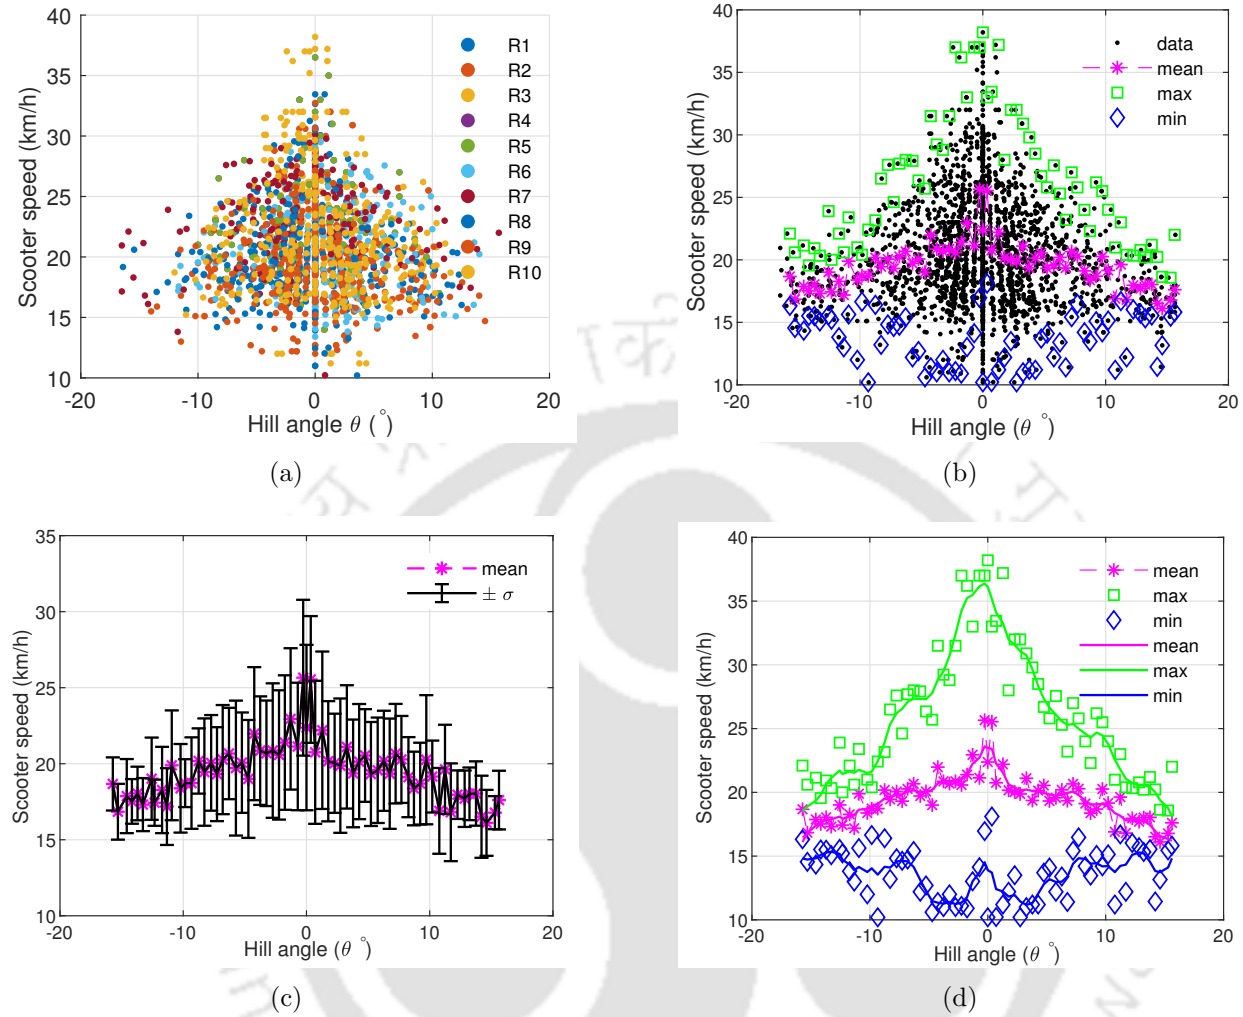 40
35
30
25
20
15
10
-20
-10
0
10
20
Scooter speed (km/h)
Hill angle θ (°)
R1
R2
R3
R4
R5
R6
R7
R8
R9
R10
(a)
40
35
30
25
20
15
10
-20
-10
0
10
20
Scooter speed (km/h)
Hill angle (θ °)
data
mean
max
min
(b)
35
30
25
20
15
10
-20
-10
0
10
20
Scooter speed (km/h)
Hill angle (θ °)
mean
± σ
(c)
40
35
30
25
20
15
10
-20
-10
0
10
20
Scooter speed (km/h)
Hill angle (θ °)
mean
max
min
mean
max
min
(d)